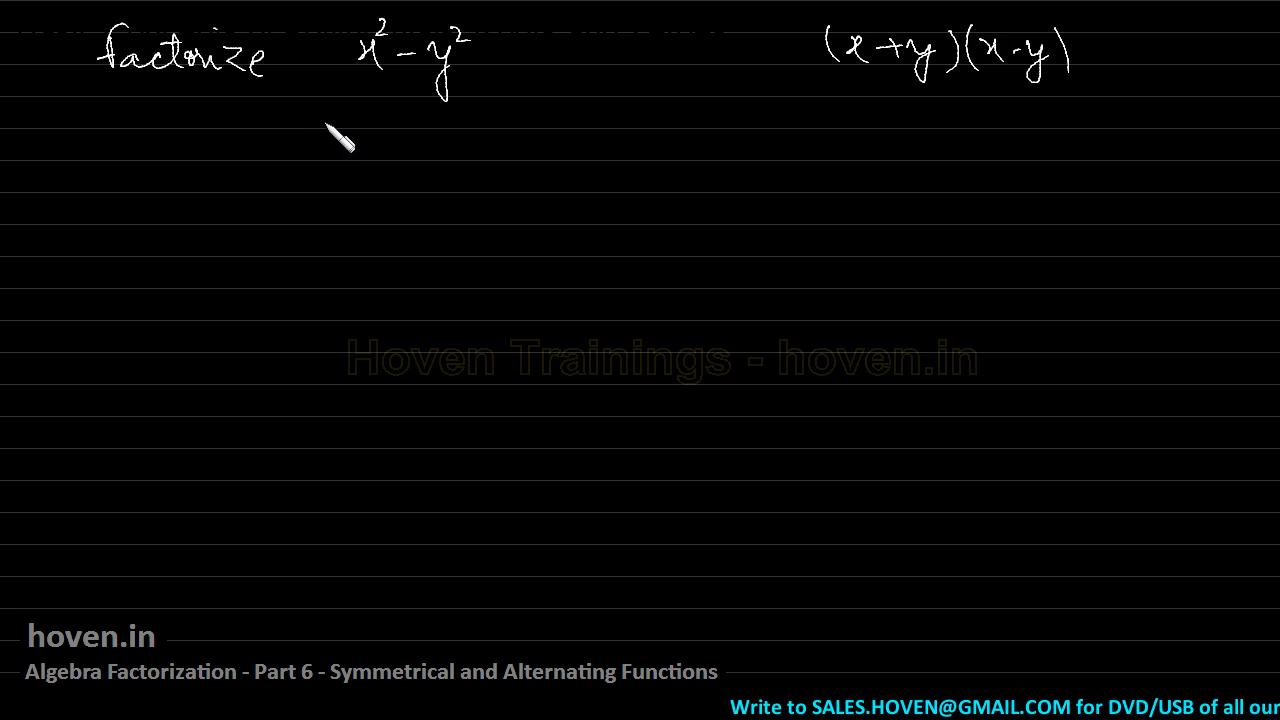 factorize x² - y² (x + y)(x - y)
Hoven Trainings - hoven.in
hoven.in
Algebra Factorization - Part 6 - Symmetrical and Alternating Functions
Write to SALES.HOVEN@GMAIL.COM for DVD/USB of all our